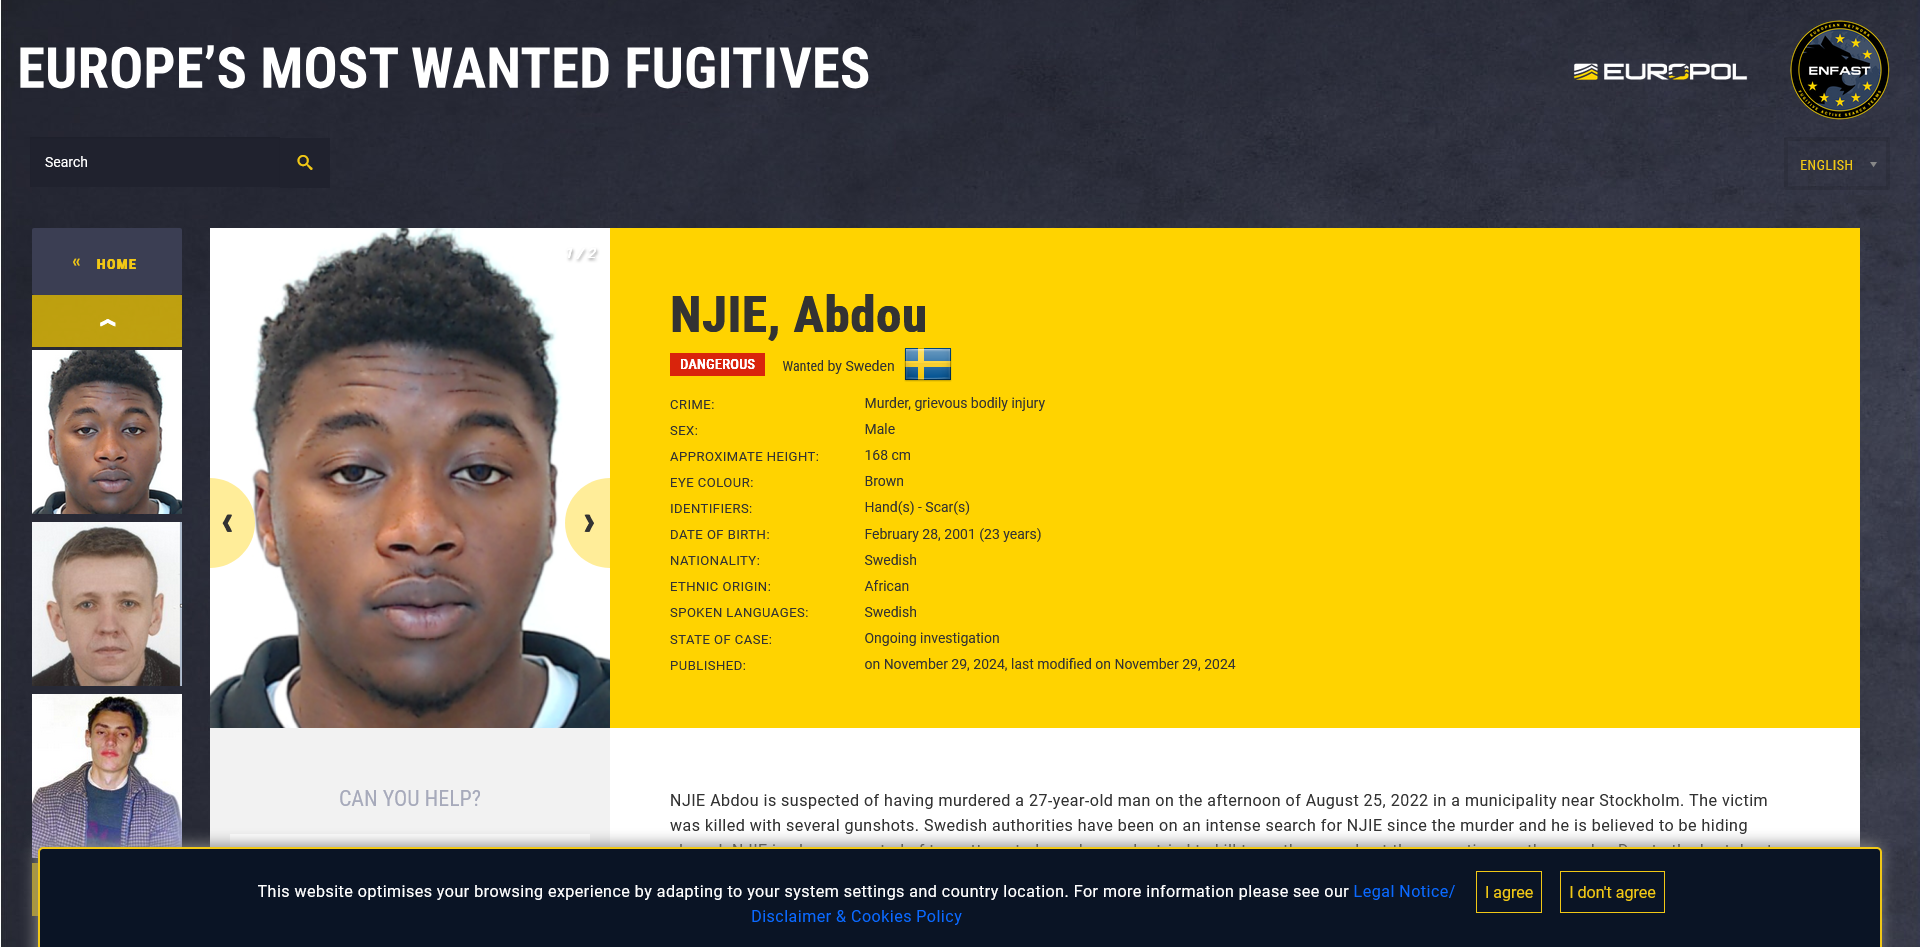 EUROPE’S MOST WANTED FUGITIVES
EUROPOL
EUROPEAN NETWORK
ENFAST
FUGITIVE ACTIVE SEARCH TEAMS
Search
ENGLISH
« HOME
1 / 2
NJIE, Abdou
DANGEROUS Wanted by Sweden
CRIME: Murder, grievous bodily injury
SEX: Male
APPROXIMATE HEIGHT: 168 cm
EYE COLOUR: Brown
IDENTIFIERS: Hand(s) - Scar(s)
DATE OF BIRTH: February 28, 2001 (23 years)
NATIONALITY: Swedish
ETHNIC ORIGIN: African
SPOKEN LANGUAGES: Swedish
STATE OF CASE: Ongoing investigation
PUBLISHED: on November 29, 2024, last modified on November 29, 2024
CAN YOU HELP?
NJIE Abdou is suspected of having murdered a 27-year-old man on the afternoon of August 25, 2022 in a municipality near Stockholm. The victim
was killed with several gunshots. Swedish authorities have been on an intense search for NJIE since the murder and he is believed to be hiding
This website optimises your browsing experience by adapting to your system settings and country location. For more information please see our Legal Notice/
Disclaimer & Cookies Policy
I agree
I don't agree